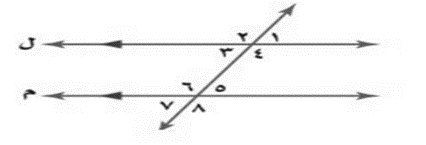 ل ٢ ١
٣ ٤
م ٦ ٥
٧ ٨